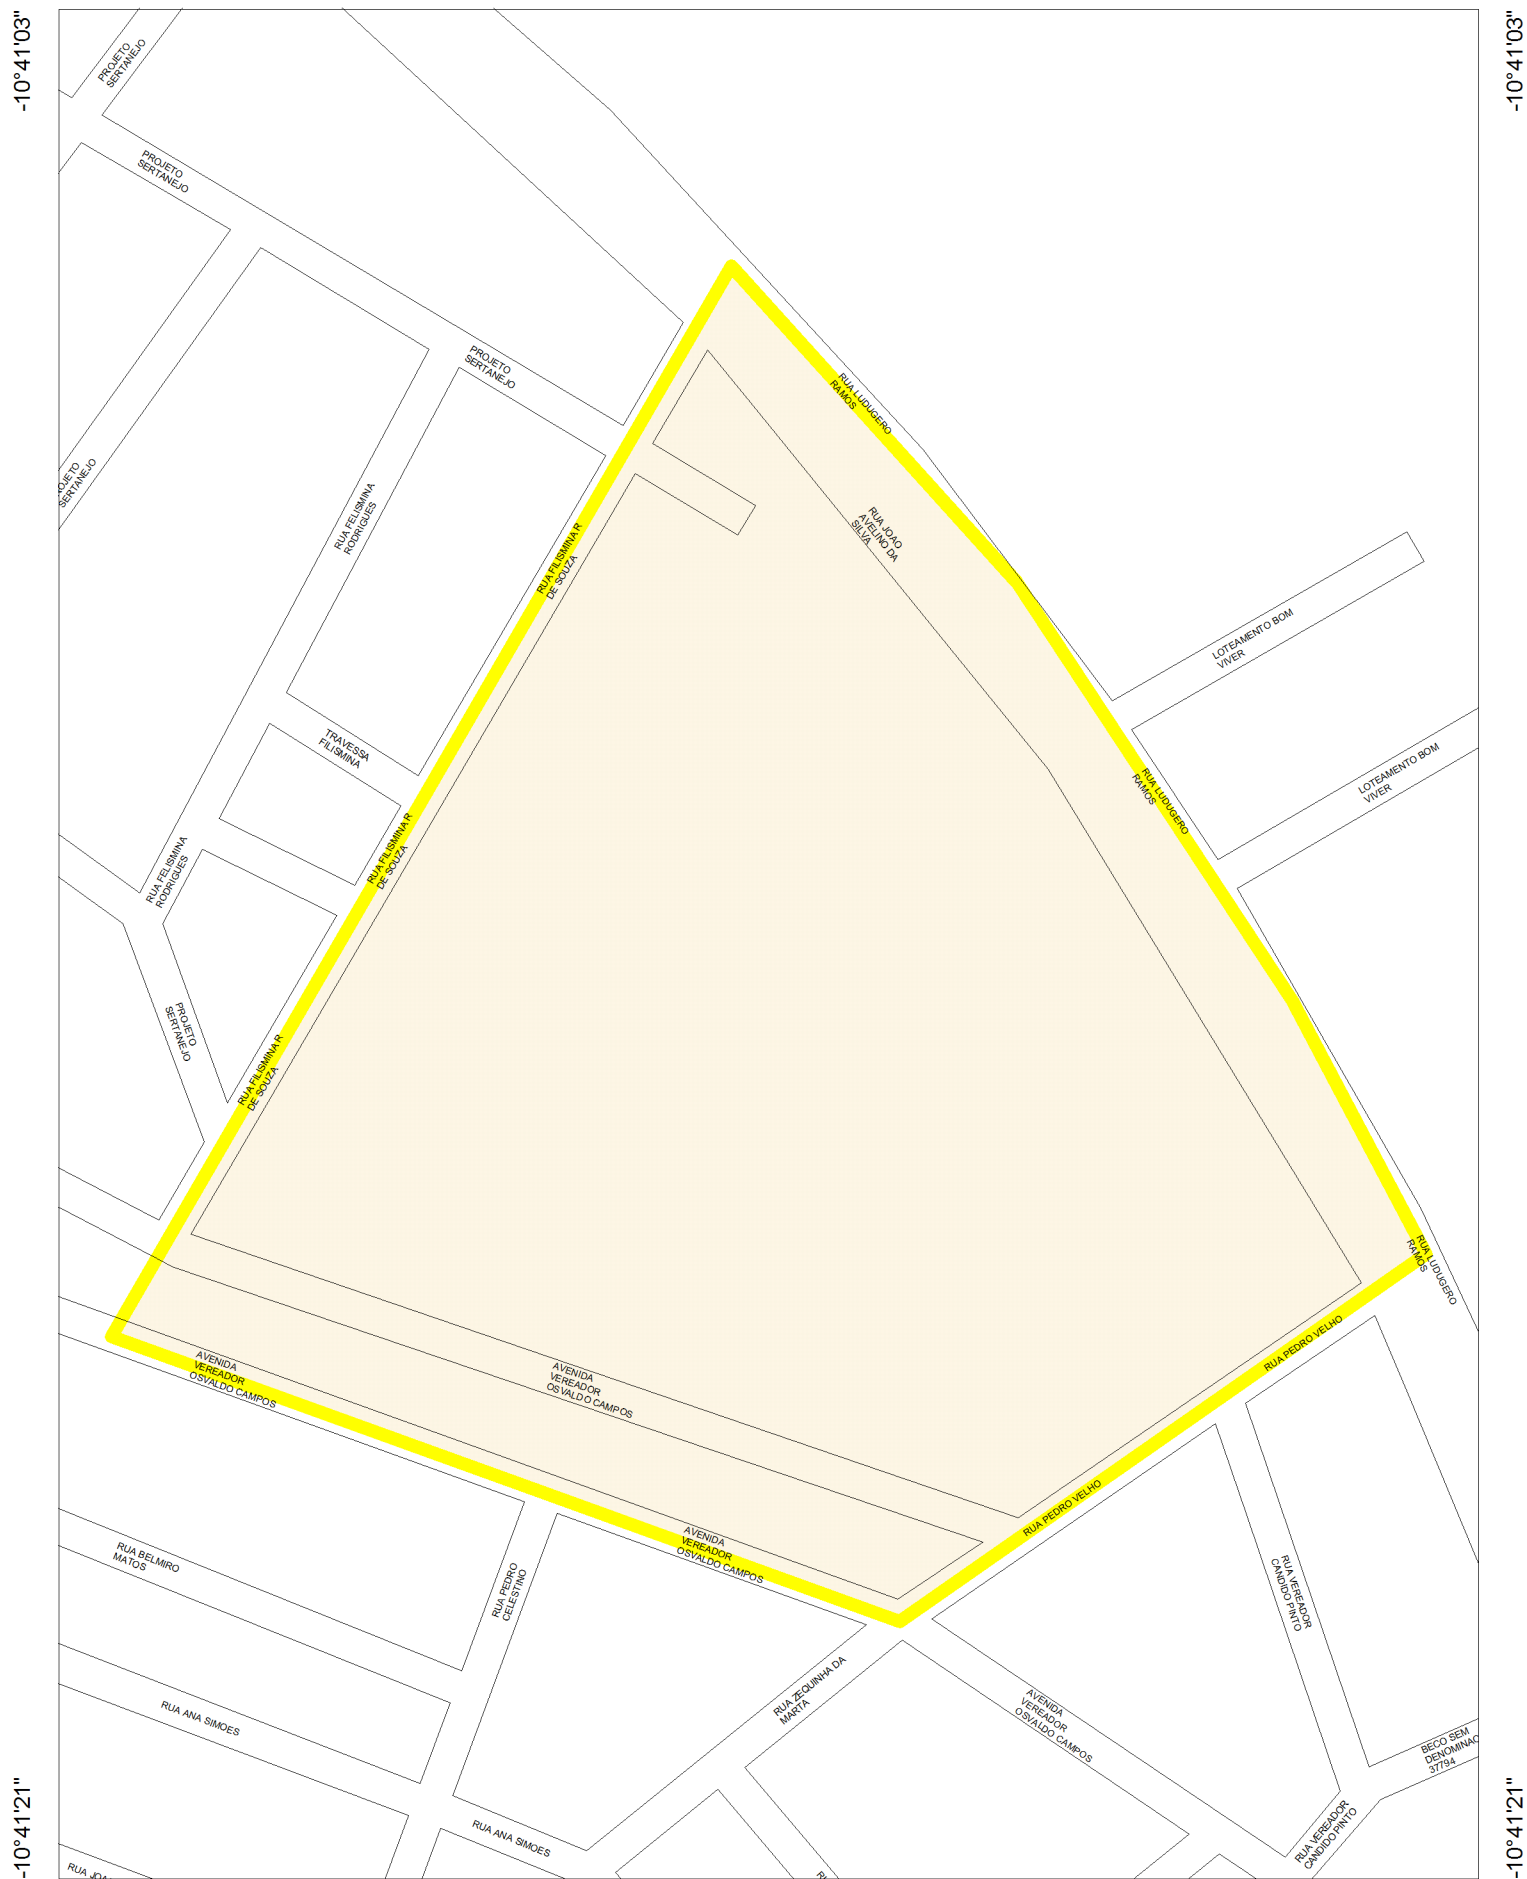 -10°41'03"
-10°41'03"
PROJETO
SERTANEJO
PROJETO
SERTANEJO
PROJETO
SERTANEJO
RUA LUDUGERO
RAMOS
OJETO
SERTANEJO
RUA FELISMINA
RODRIGUES
RUA FILISMINA R
DE SOUZA
RUA JOAO
AVELINO DA
SILVA
LOTEAMENTO BOM
VIVER
TRAVESSA
FILISMINA
LOTEAMENTO BOM
VIVER
RUA LUDUGERO
RAMOS
RUA FELISMINA
RODRIGUES
RUA FILISMINA R
DE SOUZA
PROJETO
SERTANEJO
RUA FILISMINA R
DE SOUZA
RUA LUDUGERO
RAMOS
RUA PEDRO VELHO
AVENIDA
VEREADOR
OSVALDO CAMPOS
AVENIDA
VEREADOR
OSVALDO CAMPOS
RUA PEDRO VELHO
AVENIDA
VEREADOR
OSVALDO CAMPOS
RUA BELMIRO
MATOS
RUA PEDRO
CELESTINO
RUA VEREADOR
CANDIDO PINTO
RUA ZEQUINHA DA
MARTA
AVENIDA
VEREADOR
OSVALDO CAMPOS
RUA ANA SIMOES
BECO SEM
DENOMINAC
37794
RUA ANA SIMOES
RUA VEREADOR
CANDIDO PINTO
RUA JOA
-10°41'21"
-10°41'21"